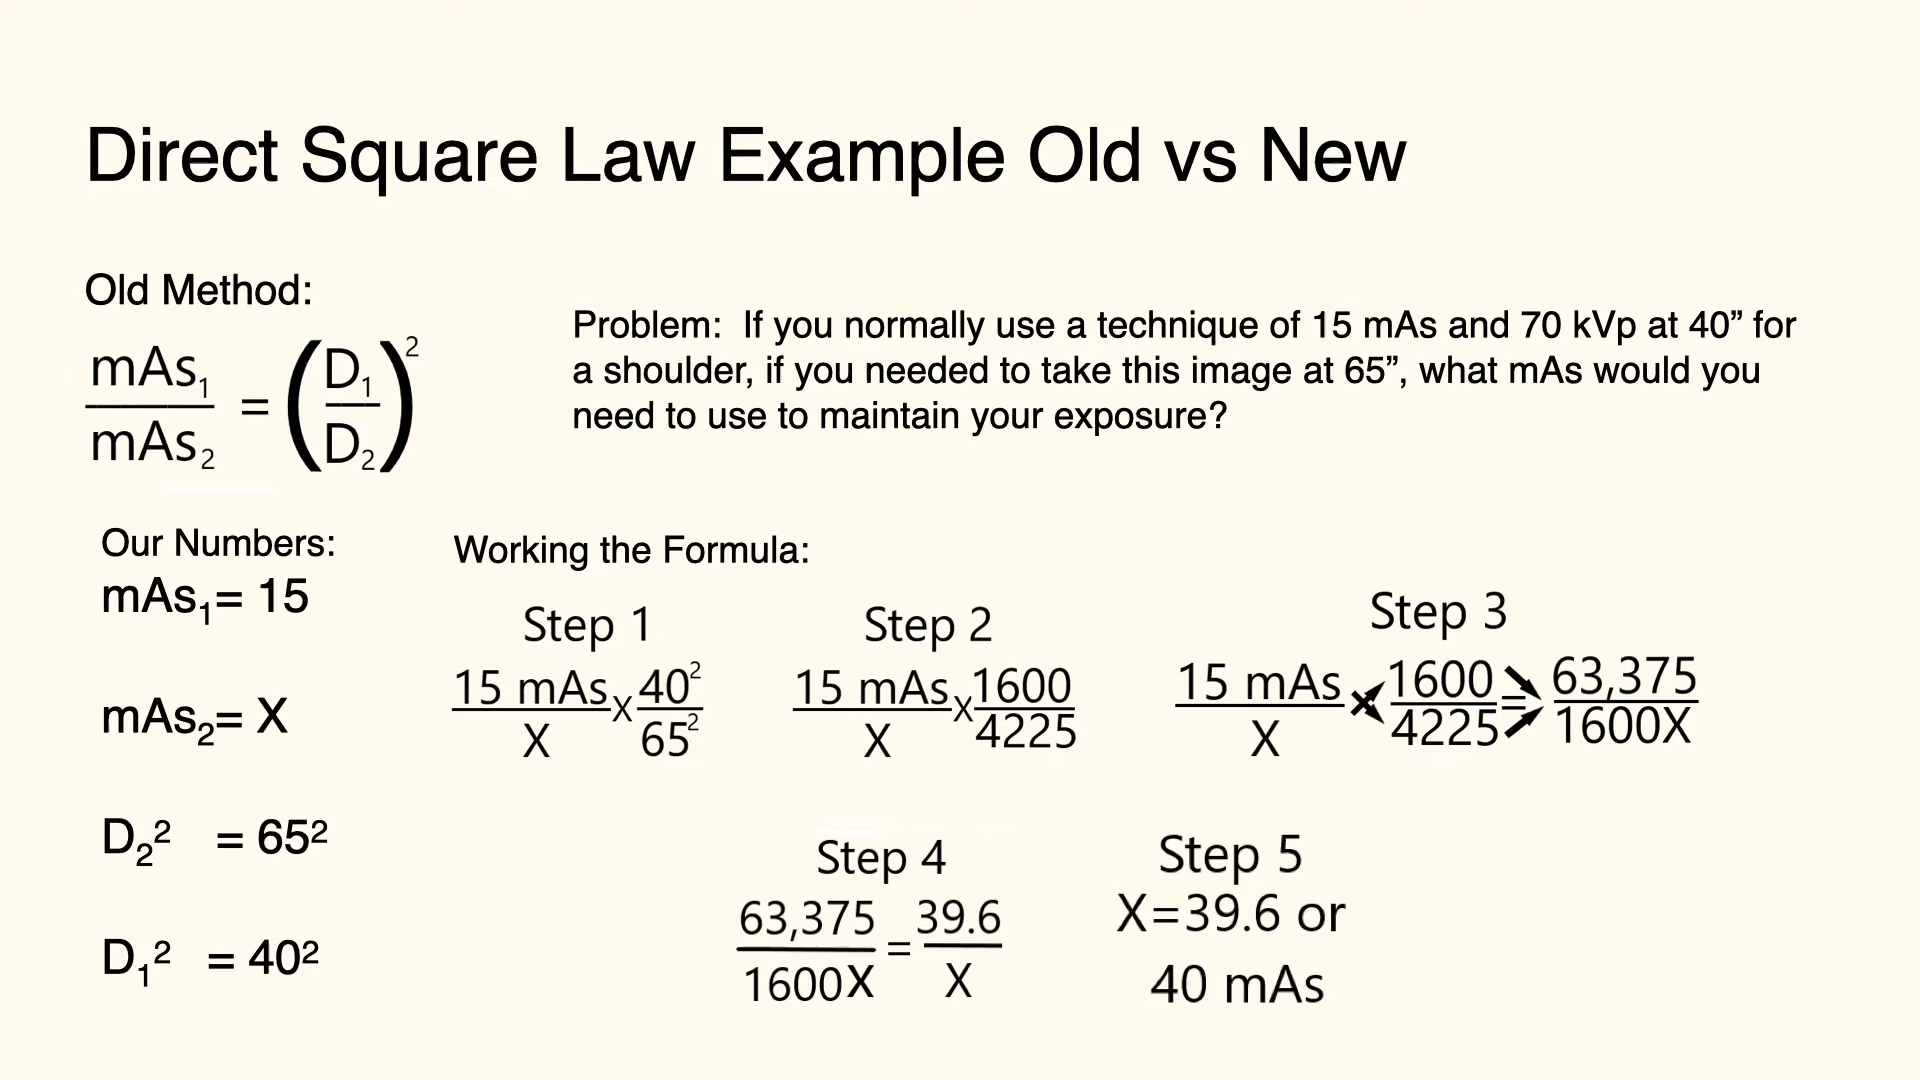 Direct Square Law Example Old vs New
Old Method:
mAs₁ / mAs₂ = (D₁ / D₂)²
Problem:  If you normally use a technique of 15 mAs and 70 kVp at 40” for
a shoulder, if you needed to take this image at 65”, what mAs would you
need to use to maintain your exposure?
Our Numbers:
mAs₁= 15
mAs₂= X
D₂² = 65²
D₁² = 40²
Working the Formula:
Step 1
15 mAs / X x 40² / 65²
Step 2
15 mAs / X x 1600 / 4225
Step 3
15 mAs / X x 1600 / 4225 = 63,375 / 1600X
Step 4
63,375 / 1600X = 39.6 / X
Step 5
X=39.6 or
40 mAs